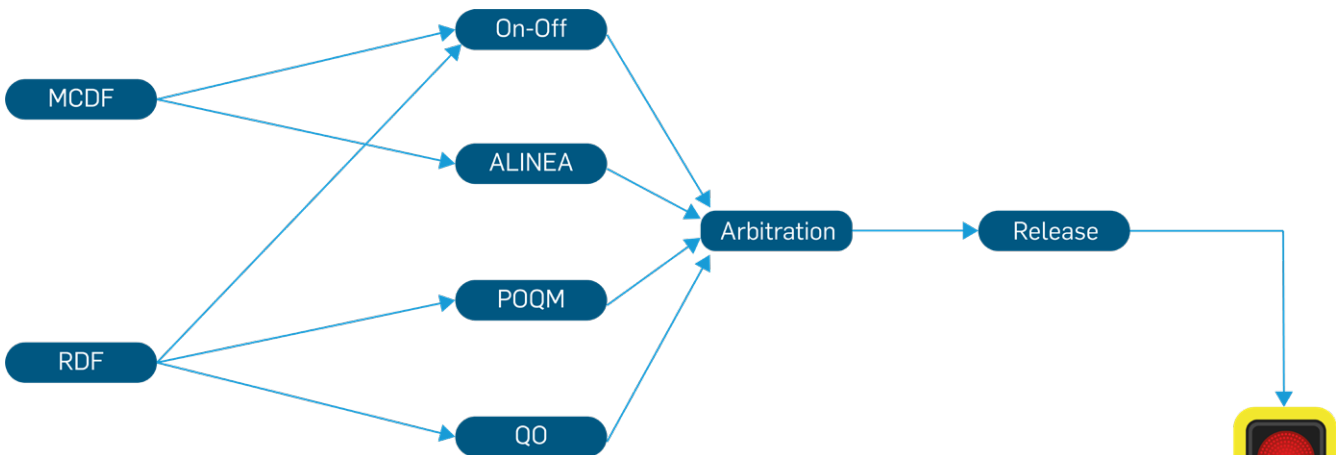 On-Off
MCDF
ALINEA
Arbitration
Release
POQM
RDF
QO